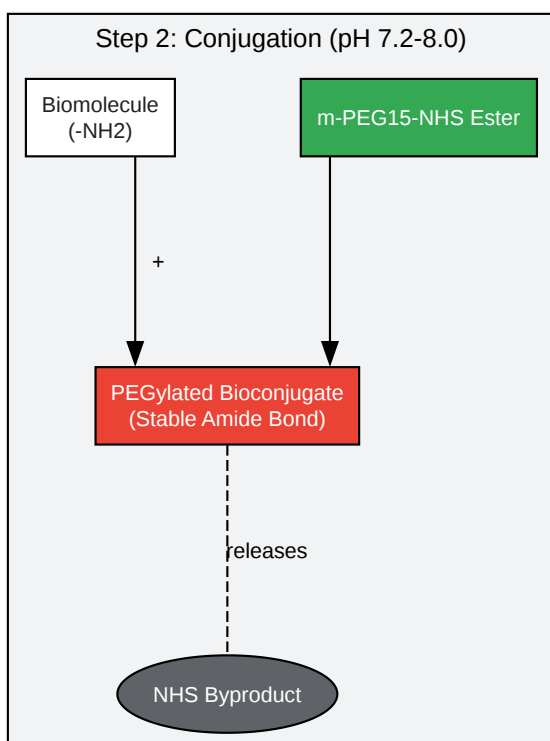 Step 2: Conjugation (pH 7.2-8.0)
Biomolecule
(-NH2)
m-PEG15-NHS Ester
+
PEGylated Bioconjugate
(Stable Amide Bond)
releases
NHS Byproduct